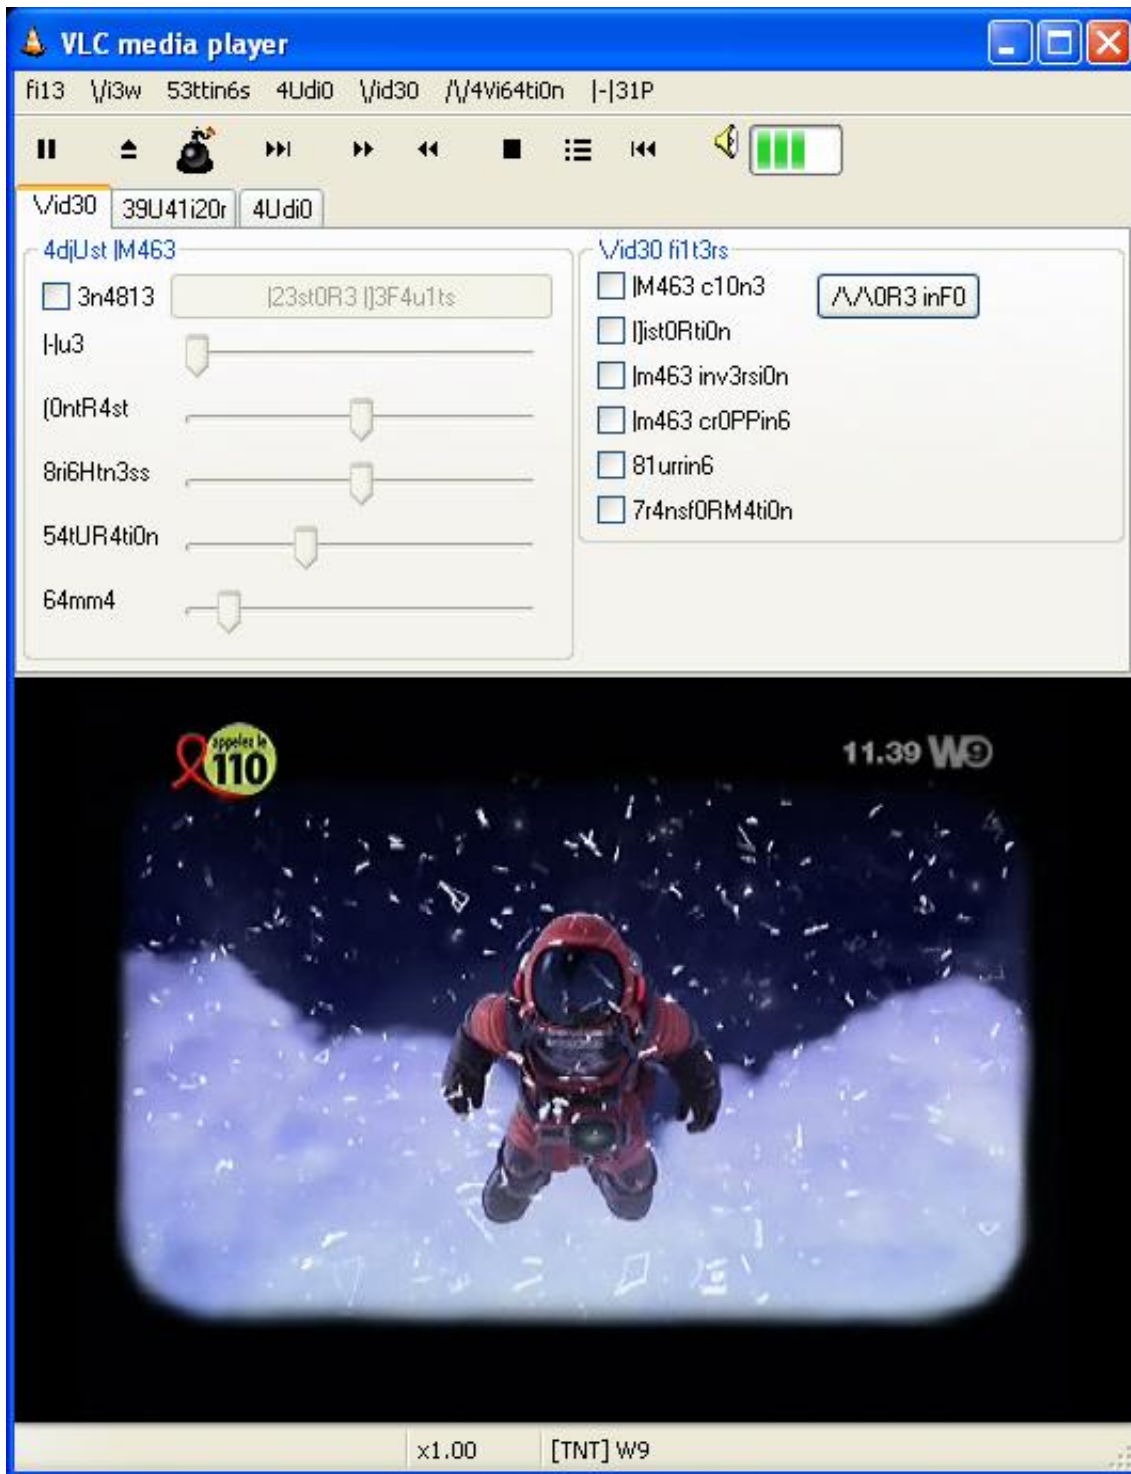 VLC media player
fi13 \/i3w 53ttin6s 4Udi0 \/id30 /\/4Vi64ti0n |-|31P
\/id30 39U41i20r 4Udi0
4djUst |M463
3n4813 |23st0R3 |]3F4u1ts
|-|u3
(0ntR4st
8ri6Htn3ss
54tUR4ti0n
64mm4
\/id30 fi1t3rs
|M463 c10n3 /\/\0R3 inF0
|]ist0Rti0n
|m463 inv3rsi0n
|m463 cr0PPin6
81urrin6
7r4nsf0RM4ti0n
appelez le
110
11.39 W9
x1.00 [TNT] W9